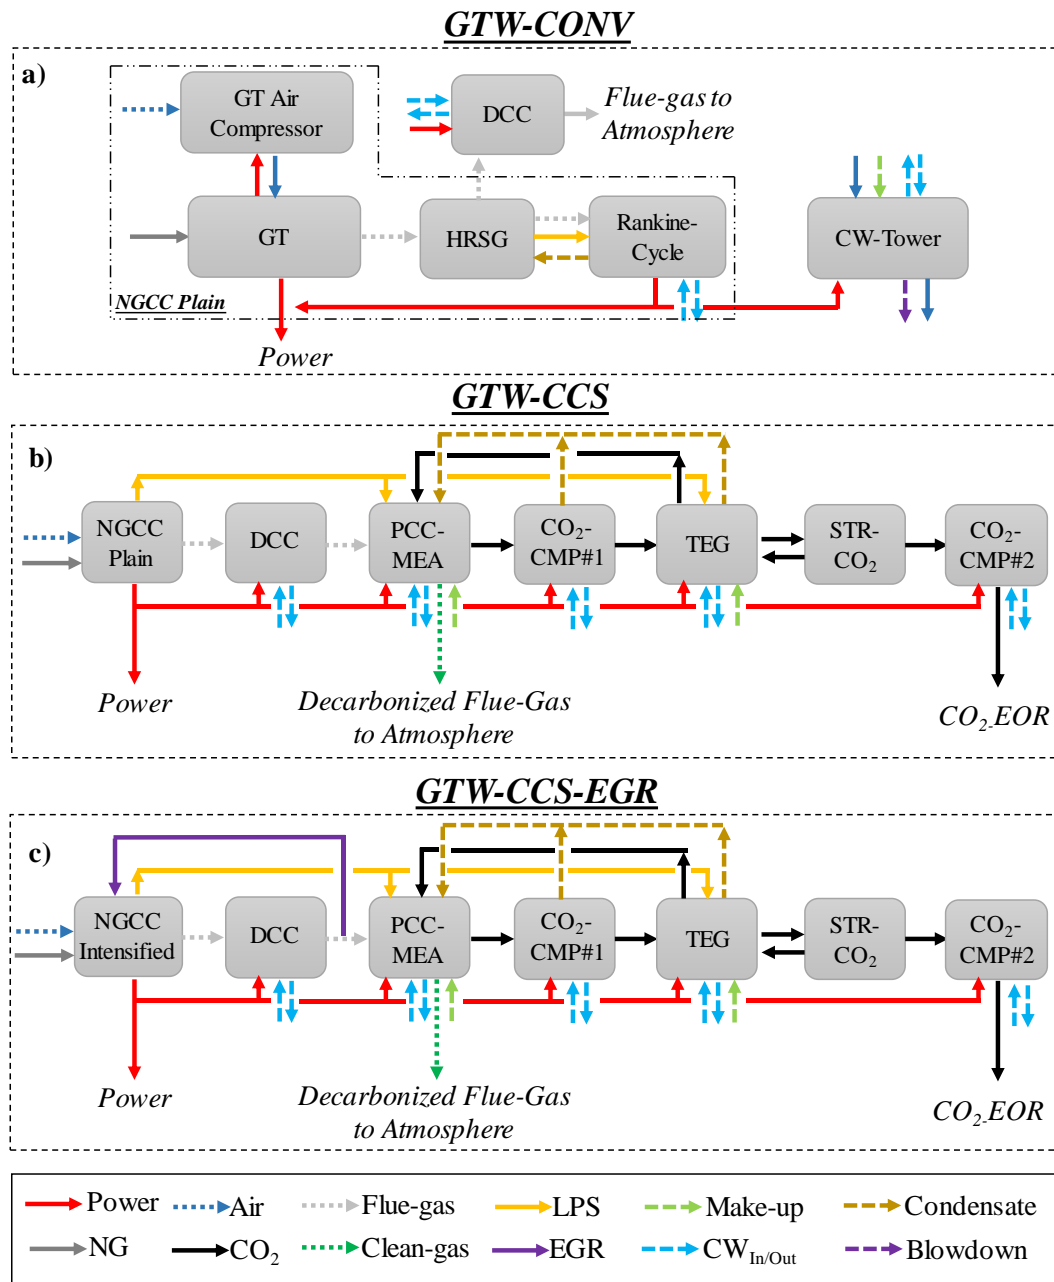 GTW-CONV
a)
GT Air
Compressor
DCC
Flue-gas to
Atmosphere
GT
HRSG
Rankine-
Cycle
CW-Tower
NGCC Plain
Power
GTW-CCS
b)
NGCC
Plain
DCC
PCC-
MEA
CO2-
CMP#1
TEG
STR-
CO2
CO2-
CMP#2
Power
Decarbonized Flue-Gas
to Atmosphere
CO2-EOR
GTW-CCS-EGR
c)
NGCC
Intensified
DCC
PCC-
MEA
CO2-
CMP#1
TEG
STR-
CO2
CO2-
CMP#2
Power
Decarbonized Flue-Gas
to Atmosphere
CO2-EOR
Power Air Flue-gas LPS Make-up Condensate
NG CO2 Clean-gas EGR CWIn/Out Blowdown